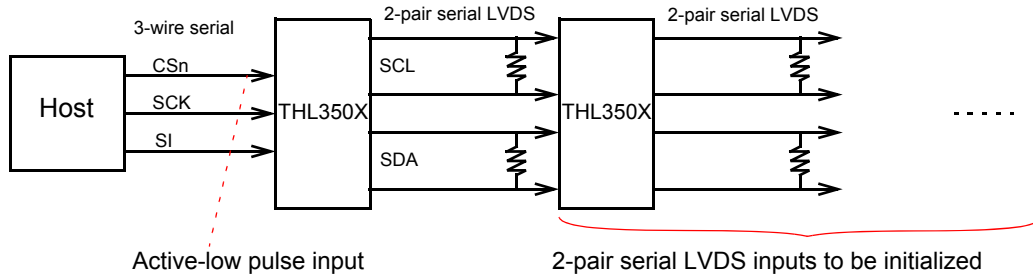 3-wire serial
2-pair serial LVDS
2-pair serial LVDS
Host
CSn
SCK
SI
THL350X
SCL
SDA
THL350X
Active-low pulse input
2-pair serial LVDS inputs to be initialized